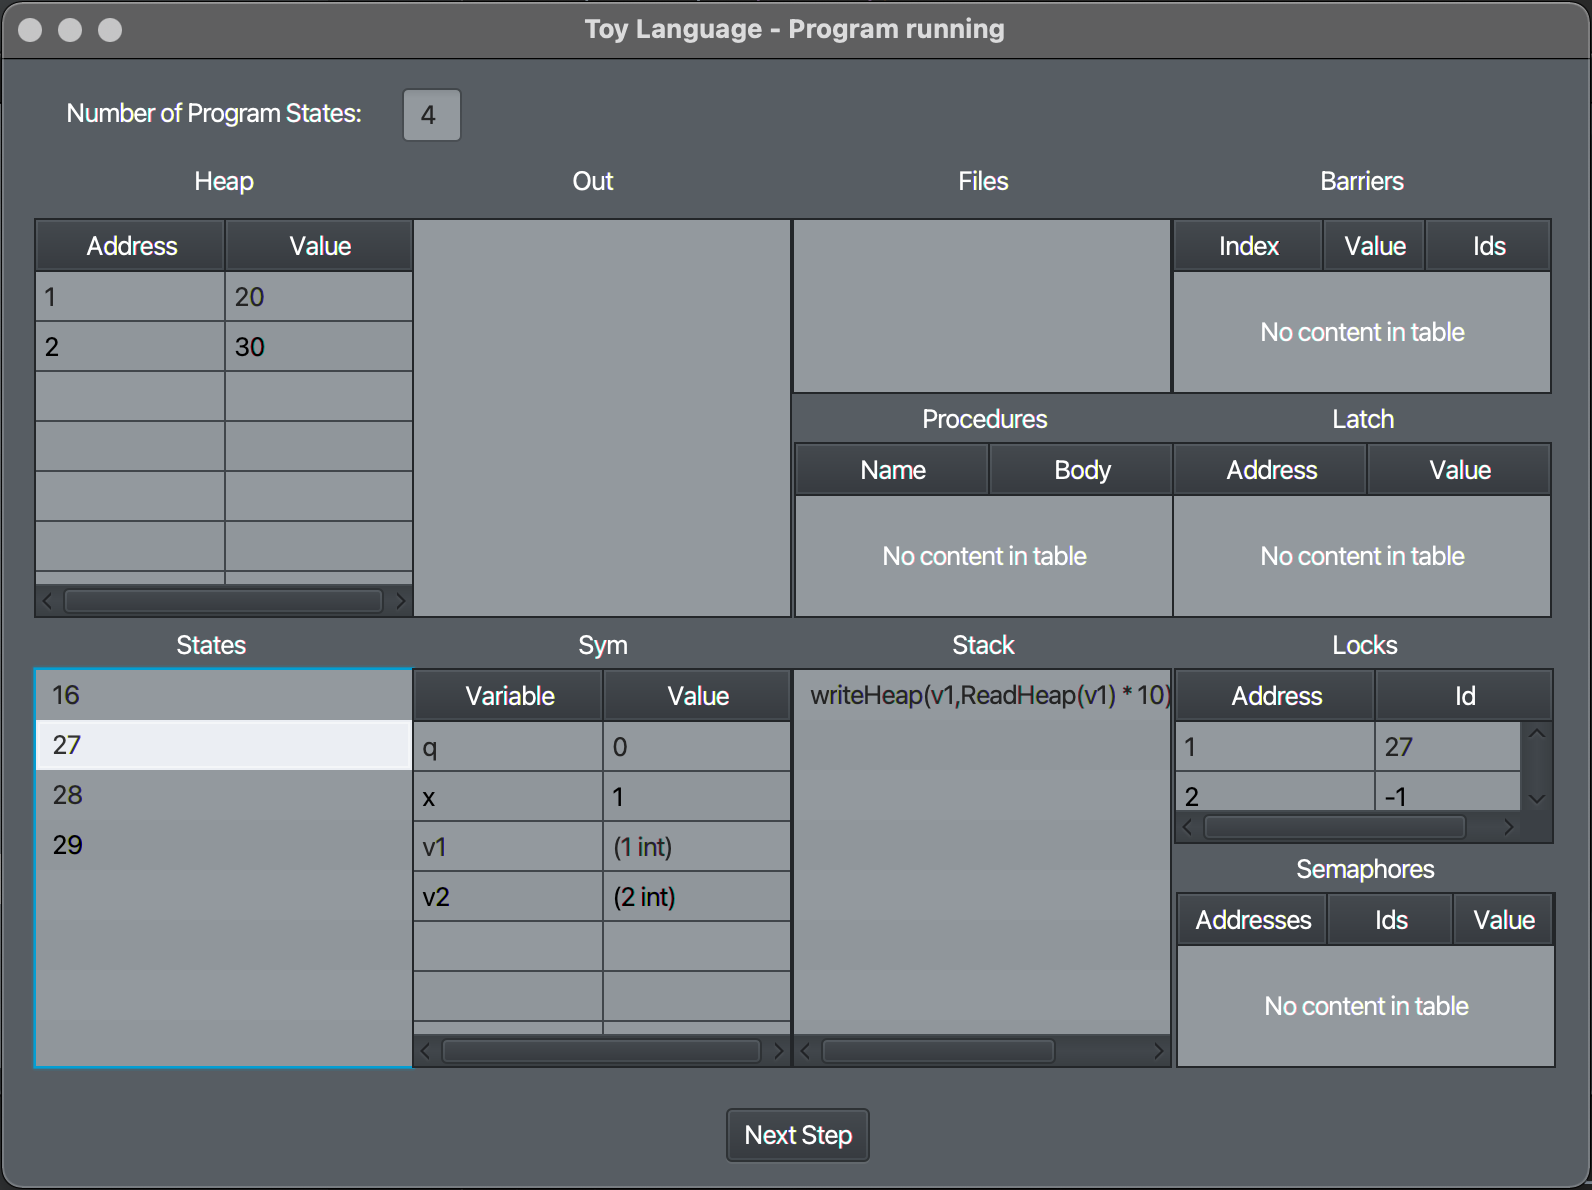 Toy Language - Program running
Number of Program States: 4
Heap Out Files Barriers
Address Value Index Value Ids
1 20
2 30
No content in table
Procedures Latch
Name Body Address Value
No content in table No content in table
States Sym Stack Locks
16
27
28
29
Variable Value
q 0
x 1
v1 (1 int)
v2 (2 int)
writeHeap(v1,ReadHeap(v1) * 10)
Address Id
1 27
2 -1
Semaphores
Addresses Ids Value
No content in table
Next Step